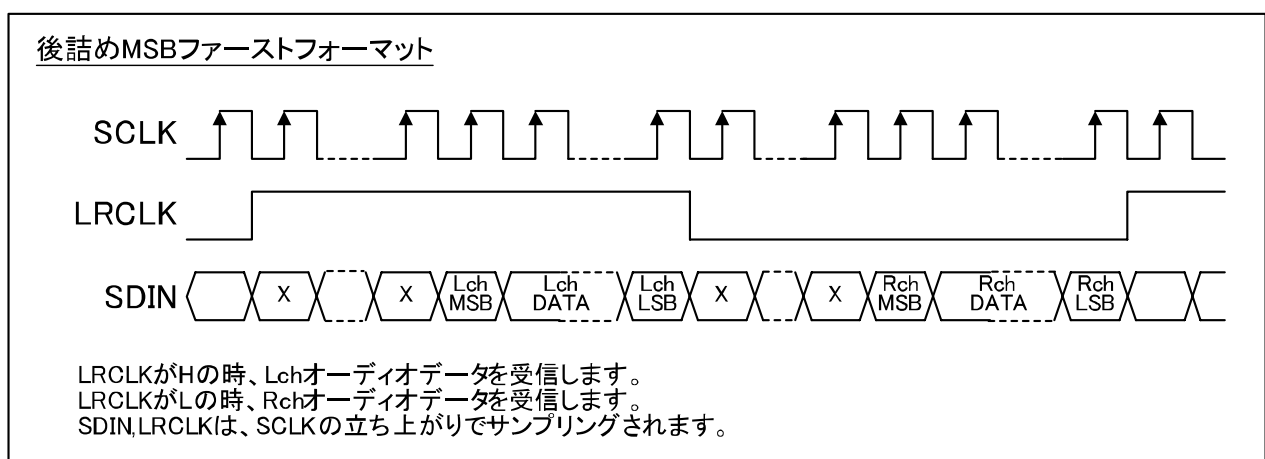 後詰めMSBファーストフォーマット
SCLK
LRCLK
SDIN X X Lch MSB Lch DATA Lch LSB X X Rch MSB Rch DATA Rch LSB
LRCLKがHの時、Lchオーディオデータを受信します。
LRCLKがLの時、Rchオーディオデータを受信します。
SDIN,LRCLKは、SCLKの立ち上がりでサンプリングされます。